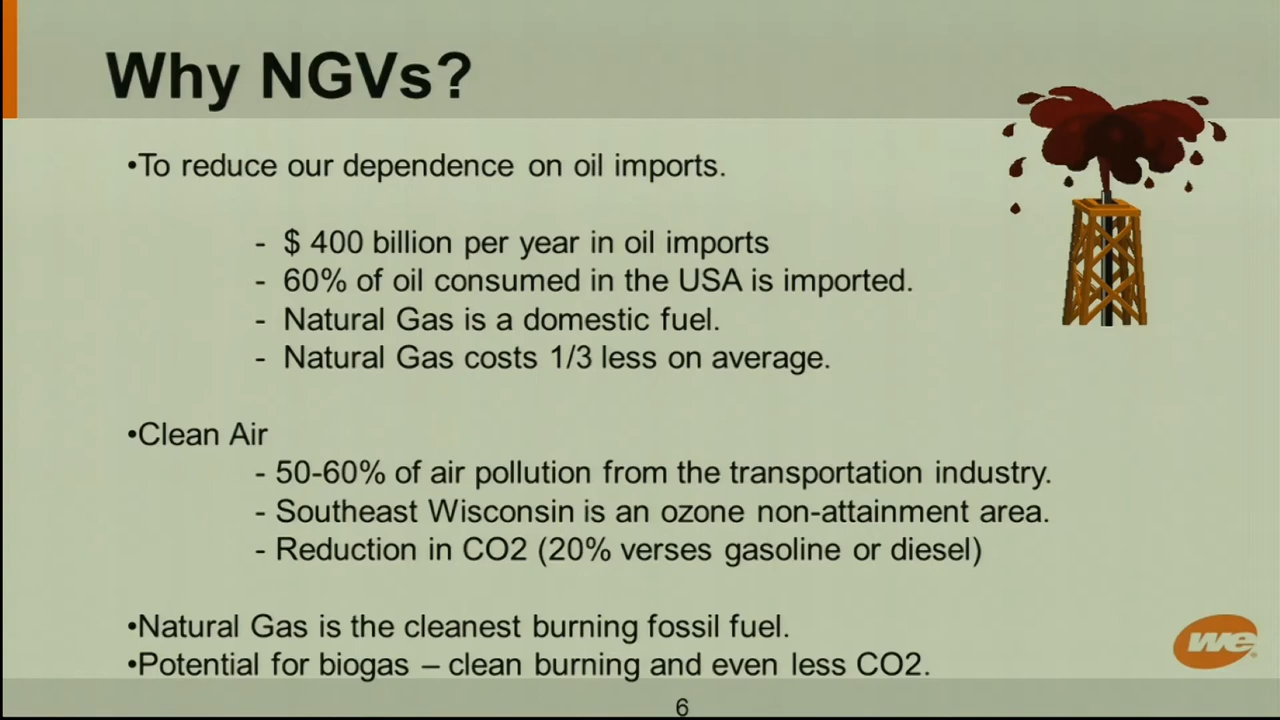 Why NGVs?
•To reduce our dependence on oil imports.
- $ 400 billion per year in oil imports
- 60% of oil consumed in the USA is imported.
- Natural Gas is a domestic fuel.
- Natural Gas costs 1/3 less on average.
•Clean Air
- 50-60% of air pollution from the transportation industry.
- Southeast Wisconsin is an ozone non-attainment area.
- Reduction in CO2 (20% verses gasoline or diesel)
•Natural Gas is the cleanest burning fossil fuel.
•Potential for biogas – clean burning and even less CO2.
we
6